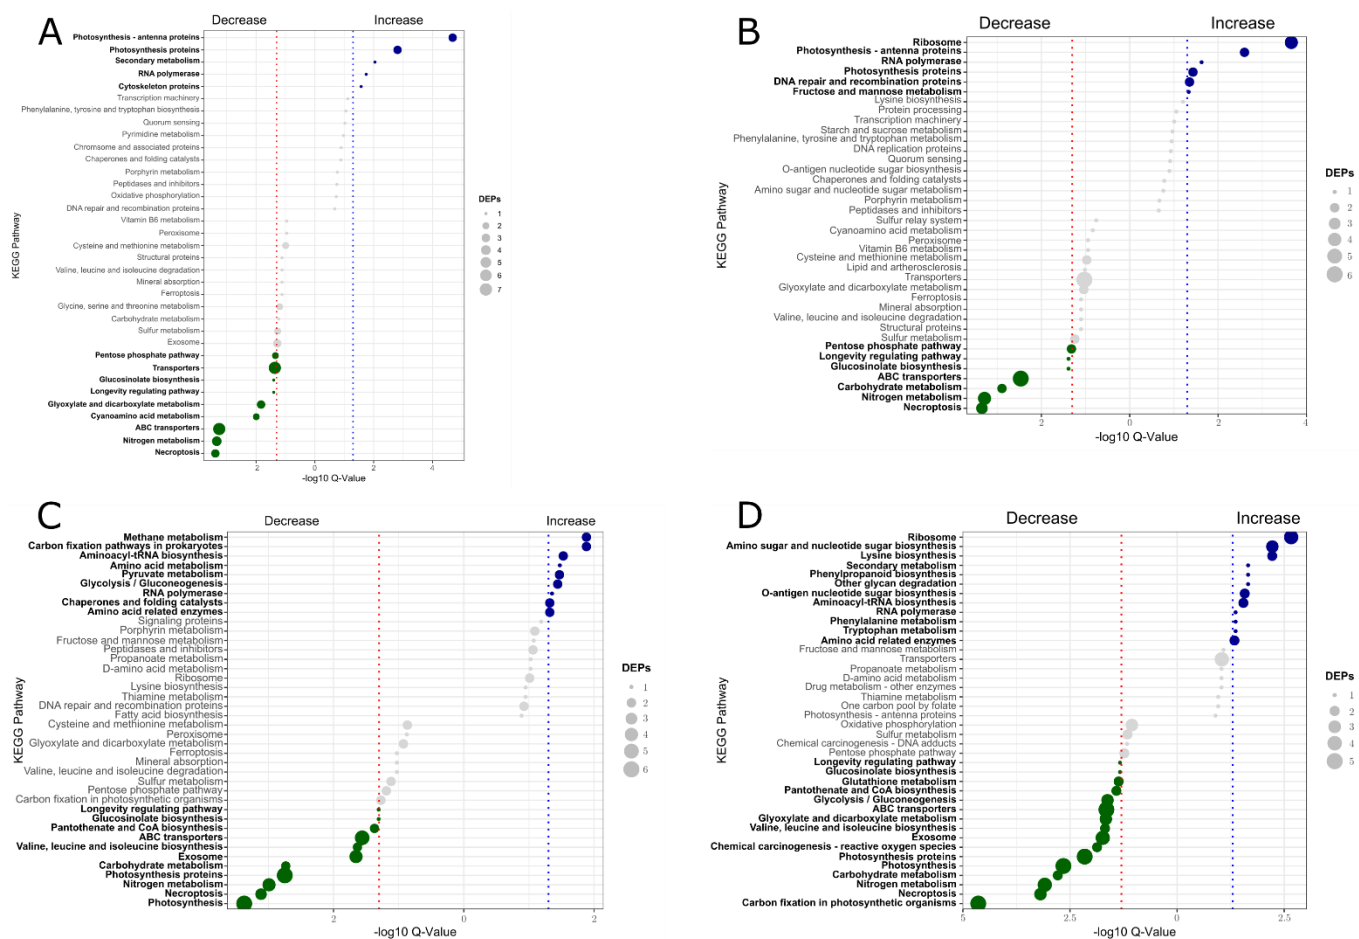 A
Decrease
Increase
Photosynthesis - antenna proteins
Photosynthesis proteins
Secondary metabolism
RNA polymerase
Cytoskeleton proteins
Transcription machinery
Phenylalanine, tyrosine and tryptophan biosynthesis
Quorum sensing
Pyrimidine metabolism
Chromsome and associated proteins
Chaperones and folding catalysts
Porphyrin metabolism
Peptidases and inhibitors
Oxidative phosphorylation
DNA repair and recombination proteins
Vitamin B6 metabolism
Peroxisome
Cysteine and methionine metabolism
Structural proteins
Valine, leucine and isoleucine degradation
Mineral absorption
Ferroptosis
Glycine, serine and threonine metabolism
Carbohydrate metabolism
Sulfur metabolism
Exosome
Pentose phosphate pathway
Transporters
Glucosinolate biosynthesis
Longevity regulating pathway
Glyoxylate and dicarboxylate metabolism
Cyanoamino acid metabolism
ABC transporters
Nitrogen metabolism
Necroptosis
KEGG Pathway
2 0 2 4
-log10 Q-Value
DEPs
1
2
3
4
5
6
7
B
Decrease
Increase
Ribosome
Photosynthesis - antenna proteins
RNA polymerase
Photosynthesis proteins
DNA repair and recombination proteins
Fructose and mannose metabolism
Lysine biosynthesis
Protein processing
Transcription machinery
Starch and sucrose metabolism
Phenylalanine, tyrosine and tryptophan metabolism
DNA replication proteins
Quorum sensing
O-antigen nucleotide sugar biosynthesis
Chaperones and folding catalysts
Amino sugar and nucleotide sugar metabolism
Porphyrin metabolism
Peptidases and inhibitors
Sulfur relay system
Cyanoamino acid metabolism
Peroxisome
Vitamin B6 metabolism
Cysteine and methionine metabolism
Lipid and artherosclerosis
Transporters
Glyoxylate and dicarboxylate metabolism
Ferroptosis
Mineral absorption
Valine, leucine and isoleucine degradation
Structural proteins
Sulfur metabolism
Pentose phosphate pathway
Longevity regulating pathway
Glucosinolate biosynthesis
ABC transporters
Carbohydrate metabolism
Nitrogen metabolism
Necroptosis
KEGG Pathway
2 0 2 4
-log10 Q-Value
DEPs
1
2
3
4
5
6
C
Decrease
Increase
Methane metabolism
Carbon fixation pathways in prokaryotes
Aminoacyl-tRNA biosynthesis
Amino acid metabolism
Pyruvate metabolism
Glycolysis / Gluconeogenesis
RNA polymerase
Chaperones and folding catalysts
Amino acid related enzymes
Signaling proteins
Porphyrin metabolism
Fructose and mannose metabolism
Peptidases and inhibitors
Propanoate metabolism
D-amino acid metabolism
Ribosome
Lysine biosynthesis
Thiamine metabolism
DNA repair and recombination proteins
Fatty acid biosynthesis
Cysteine and methionine metabolism
Peroxisome
Glyoxylate and dicarboxylate metabolism
Ferroptosis
Mineral absorption
Valine, leucine and isoleucine degradation
Sulfur metabolism
Pentose phosphate pathway
Carbon fixation in photosynthetic organisms
Longevity regulating pathway
Glucosinolate biosynthesis
Pantothenate and CoA biosynthesis
ABC transporters
Valine, leucine and isoleucine biosynthesis
Exosome
Carbohydrate metabolism
Photosynthesis proteins
Nitrogen metabolism
Necroptosis
Photosynthesis
KEGG Pathway
2 0 2
-log10 Q-Value
DEPs
1
2
3
4
5
6
D
Decrease
Increase
Ribosome
Amino sugar and nucleotide sugar biosynthesis
Lysine biosynthesis
Secondary metabolism
Phenylpropanoid biosynthesis
Other glycan degradation
O-antigen nucleotide sugar biosynthesis
Aminoacyl-tRNA biosynthesis
RNA polymerase
Phenylalanine metabolism
Tryptophan metabolism
Amino acid related enzymes
Fructose and mannose metabolism
Transporters
Propanoate metabolism
D-amino acid metabolism
Drug metabolism - other enzymes
Thiamine metabolism
One carbon pool by folate
Photosynthesis - antenna proteins
Oxidative phosphorylation
Sulfur metabolism
Chemical carcinogenesis - DNA adducts
Pentose phosphate pathway
Longevity regulating pathway
Glucosinolate biosynthesis
Glutathione metabolism
Pantothenate and CoA biosynthesis
Glycolysis / Gluconeogenesis
ABC transporters
Glyoxylate and dicarboxylate metabolism
Valine, leucine and isoleucine biosynthesis
Exosome
Chemical carcinogenesis - reactive oxygen species
Photosynthesis proteins
Photosynthesis
Carbohydrate metabolism
Nitrogen metabolism
Necroptosis
Carbon fixation in photosynthetic organisms
KEGG Pathway
5 2.5 0 2.5
-log10 Q-Value
DEPs
1
2
3
4
5